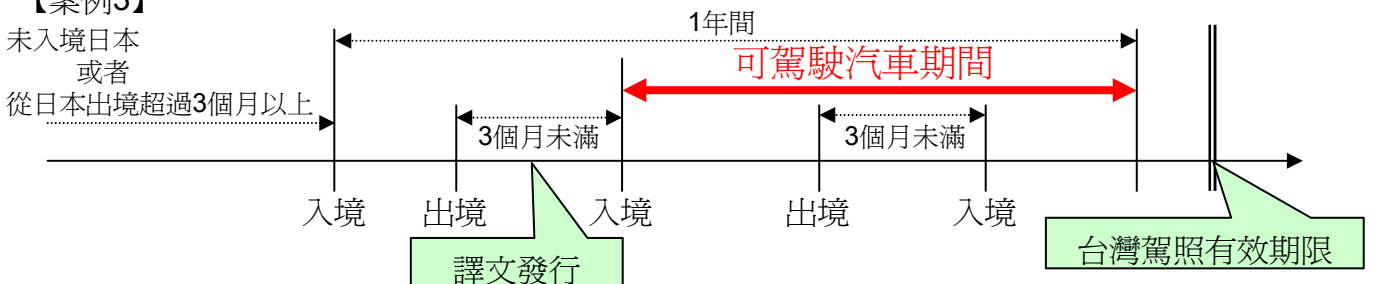 【案例3】
未入境日本
或者
從日本出境超過3個月以上
1年間
可駕駛汽車期間
3個月未滿
3個月未滿
入境
出境
入境
出境
入境
譯文發行
台灣駕照有效期限